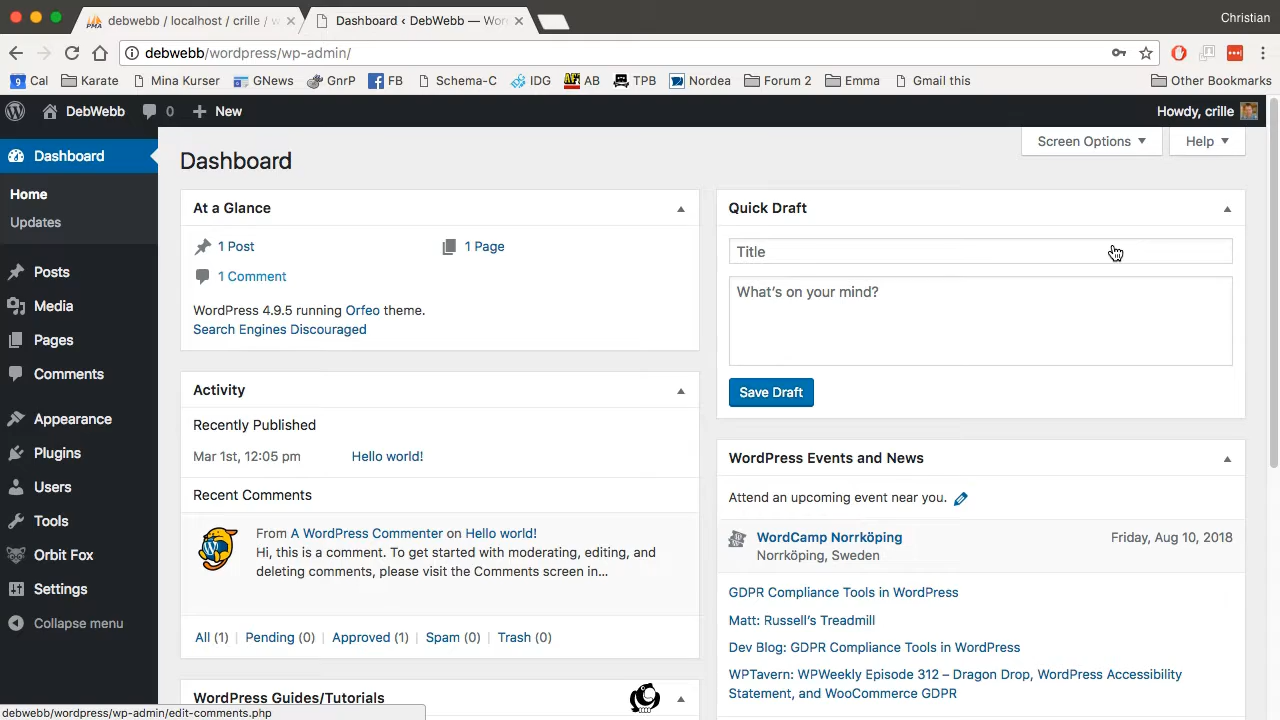 debwebb / localhost / crille / w
Dashboard ‹ DebWebb — Wor
Christian
debwebb/wordpress/wp-admin/
9 Cal
Karate
Mina Kurser
GNews
GnrP
FB
Schema-C
IDG
AB
TPB
Nordea
Forum 2
Emma
Gmail this
Other Bookmarks
DebWebb
0
New
Howdy, crille
Dashboard
Home
Updates
Posts
Media
Pages
Comments
Appearance
Plugins
Users
Tools
Orbit Fox
Settings
Collapse menu
Screen Options
Help
Dashboard
At a Glance
1 Post
1 Page
1 Comment
WordPress 4.9.5 running Orfeo theme.
Search Engines Discouraged
Activity
Recently Published
Mar 1st, 12:05 pm
Hello world!
Recent Comments
From A WordPress Commenter on Hello world!
Hi, this is a comment. To get started with moderating, editing, and
deleting comments, please visit the Comments screen in...
All (1) | Pending (0) | Approved (1) | Spam (0) | Trash (0)
WordPress Guides/Tutorials
Quick Draft
Title
What's on your mind?
Save Draft
WordPress Events and News
Attend an upcoming event near you.
WordCamp Norrköping
Friday, Aug 10, 2018
Norrköping, Sweden
GDPR Compliance Tools in WordPress
Matt: Russell's Treadmill
Dev Blog: GDPR Compliance Tools in WordPress
WPTavern: WPWeekly Episode 312 – Dragon Drop, WordPress Accessibility
Statement, and WooCommerce GDPR
debwebb/wordpress/wp-admin/edit-comments.php